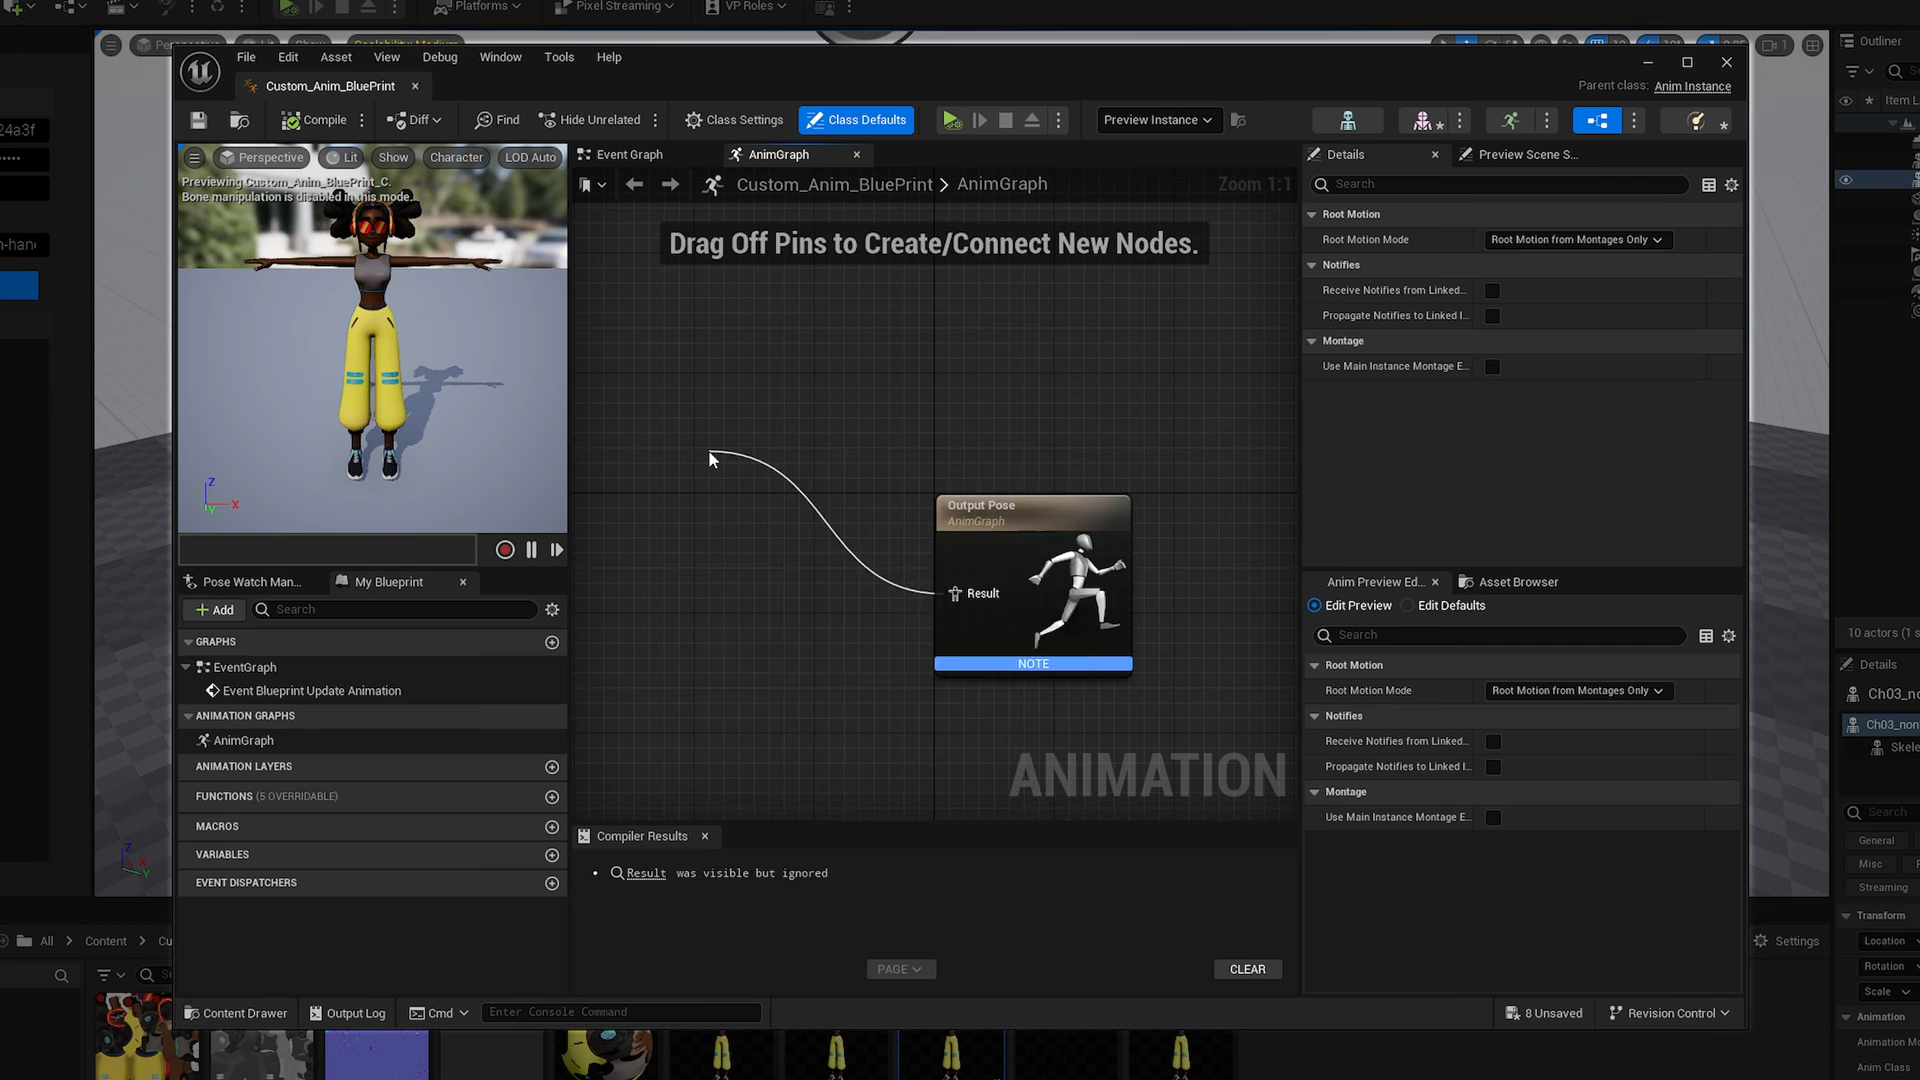 Platforms
Pixel Streaming
VP Roles
Perspective
Lit
Show
Outliner
File Edit Asset View Debug Window Tools Help
Custom_Anim_BluePrint
Parent class: Anim Instance
24a3f
Compile
Diff
Find
Hide Unrelated
Class Settings
Class Defaults
Preview Instance
Item L
Perspective
Lit
Show
Character
LOD Auto
Previewing Custom_Anim_BluePrint_C.
Bone manipulation is disabled in this mode.
Event Graph
AnimGraph
Custom_Anim_BluePrint > AnimGraph
Zoom 1:1
Drag Off Pins to Create/Connect New Nodes.
Output Pose
AnimGraph
Result
NOTE
ANIMATION
Details
Preview Scene S...
Search
Root Motion
Root Motion Mode
Root Motion from Montages Only
Notifies
Receive Notifies from Linked...
Propagate Notifies to Linked I...
Montage
Use Main Instance Montage E...
Z
X
Y
Pose Watch Man...
My Blueprint
Add
Search
GRAPHS
EventGraph
Event Blueprint Update Animation
ANIMATION GRAPHS
AnimGraph
ANIMATION LAYERS
FUNCTIONS (5 OVERRIDABLE)
MACROS
VARIABLES
EVENT DISPATCHERS
Compiler Results
Result was visible but ignored
PAGE
CLEAR
Anim Preview Ed...
Asset Browser
Edit Preview
Edit Defaults
Search
Root Motion
Root Motion Mode
Root Motion from Montages Only
Notifies
Receive Notifies from Linked...
Propagate Notifies to Linked I...
Montage
Use Main Instance Montage E...
10 actors (1 s
Details
Ch03_no
Ch03_non
Skele
Search
General
Misc
Streaming
Transform
Location
Rotation
Scale
Animation
Animation Mo
Anim Class
Z
X
Y
All > Content > Cu
Settings
Content Drawer
Output Log
Cmd
Enter Console Command
8 Unsaved
Revision Control